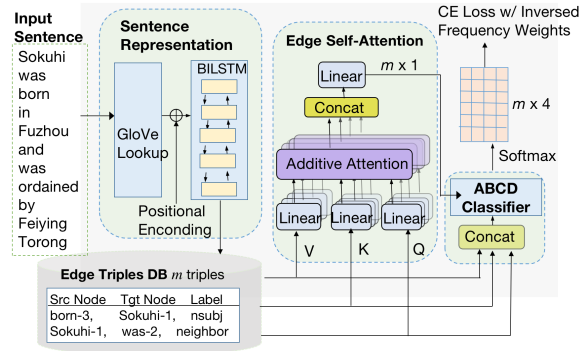 Input
Sentence
Sokuhi
was
born
in
Fuzhou
and
was
ordained
by
Feiying
Torong
Sentence
Representation
BILSTM
GloVe
Lookup
Positional
Enconding
Edge Self-Attention
Linear
m x 1
Concat
Additive Attention
Linear
Linear
Linear
V
K
Q
CE Loss w/ Inversed
Frequency Weights
m x 4
Softmax
ABCD
Classifier
Concat
Edge Triples DB m triples
Src Node Tgt Node Label
born-3, Sokuhi-1, nsubj
Sokuhi-1, was-2, neighbor